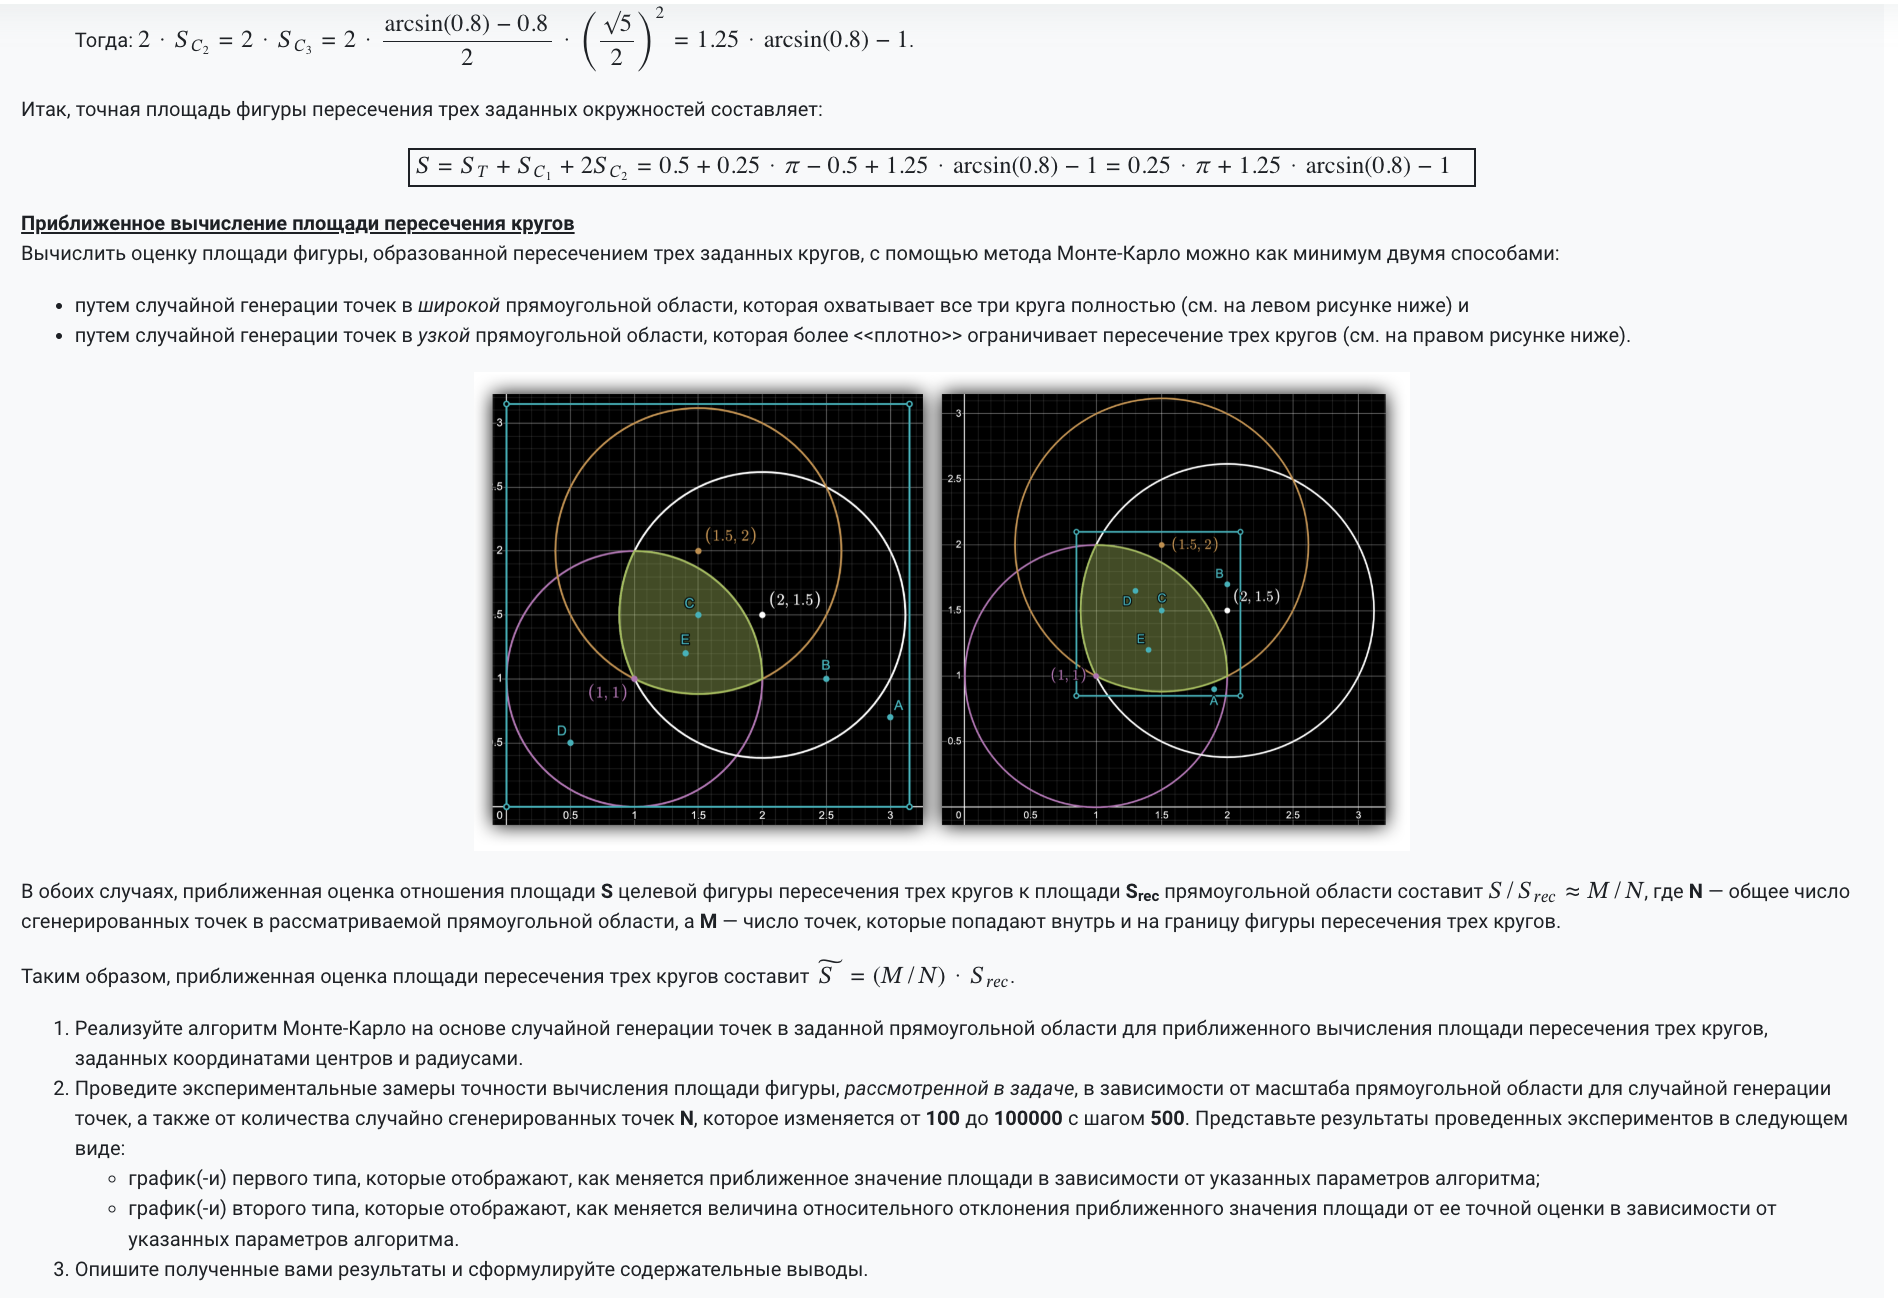 Тогда: 2 · S_{C_2} = 2 · S_{C_3} = 2 · \frac{arcsin(0.8) − 0.8}{2} · (\frac{√5}{2})^2 = 1.25 · arcsin(0.8) − 1.
Итак, точная площадь фигуры пересечения трех заданных окружностей составляет:
S = S_T + S_{C_1} + 2S_{C_2} = 0.5 + 0.25 · π − 0.5 + 1.25 · arcsin(0.8) − 1 = 0.25 · π + 1.25 · arcsin(0.8) − 1
Приближенное вычисление площади пересечения кругов
Вычислить оценку площади фигуры, образованной пересечением трех заданных кругов, с помощью метода Монте-Карло можно как минимум двумя способами:
• путем случайной генерации точек в широкой прямоугольной области, которая охватывает все три круга полностью (см. на левом рисунке ниже) и
• путем случайной генерации точек в узкой прямоугольной области, которая более <<плотно>> ограничивает пересечение трех кругов (см. на правом рисунке ниже).
3
.5
(1.5, 2)
2
C
(2, 1.5)
.5
E
B
1
(1, 1)
A
D
.5
0 0.5 1 1.5 2 2.5 3
3
2.5
2
(1.5, 2)
B
D C
(2, 1.5)
1.5
E
(1, 1)
1
A
0.5
0 0.5 1 1.5 2 2.5 3
В обоих случаях, приближенная оценка отношения площади S целевой фигуры пересечения трех кругов к площади S_{rec} прямоугольной области составит S / S_{rec} ≈ M / N, где N — общее число
сгенерированных точек в рассматриваемой прямоугольной области, а M — число точек, которые попадают внутрь и на границу фигуры пересечения трех кругов.
Таким образом, приближенная оценка площади пересечения трех кругов составит \widetilde{S} = (M / N) · S_{rec}.
1. Реализуйте алгоритм Монте-Карло на основе случайной генерации точек в заданной прямоугольной области для приближенного вычисления площади пересечения трех кругов,
заданных координатами центров и радиусами.
2. Проведите экспериментальные замеры точности вычисления площади фигуры, рассмотренной в задаче, в зависимости от масштаба прямоугольной области для случайной генерации
точек, а также от количества случайно сгенерированных точек N, которое изменяется от 100 до 100000 с шагом 500. Представьте результаты проведенных экспериментов в следующем
виде:
◦ график(-и) первого типа, которые отображают, как меняется приближенное значение площади в зависимости от указанных параметров алгоритма;
◦ график(-и) второго типа, которые отображают, как меняется величина относительного отклонения приближенного значения площади от ее точной оценки в зависимости от
указанных параметров алгоритма.
3. Опишите полученные вами результаты и сформулируйте содержательные выводы.